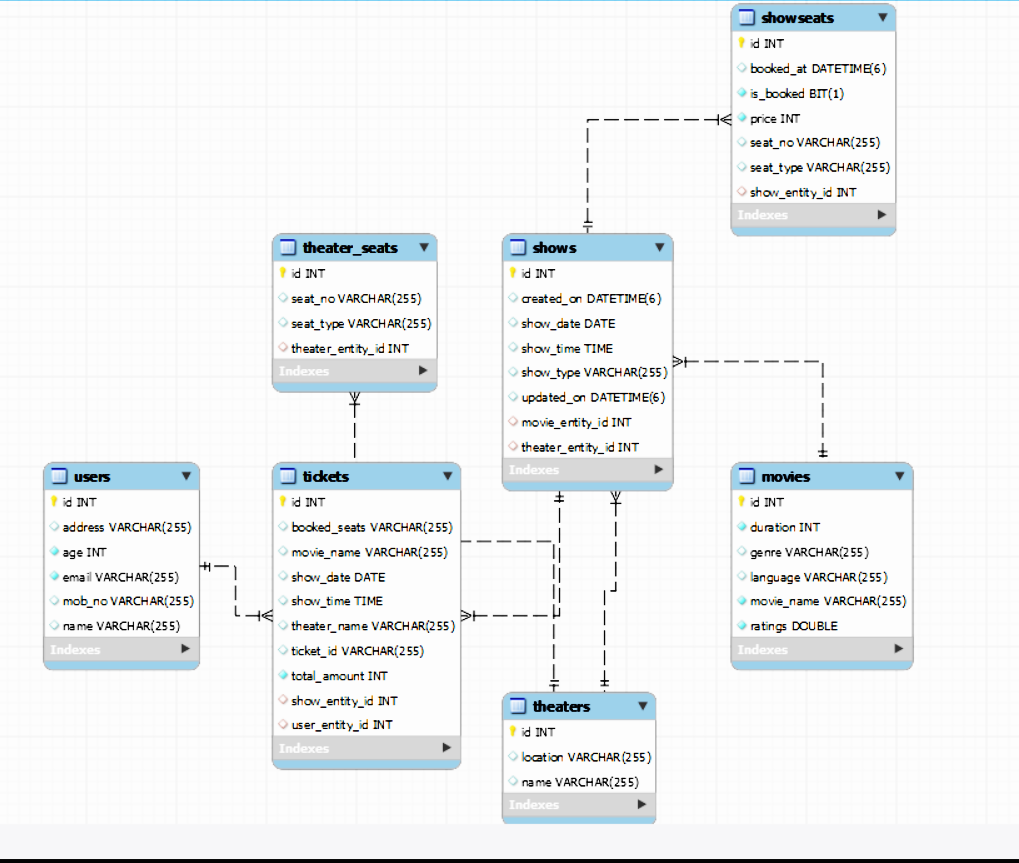 showseats
id INT
booked_at DATETIME(6)
is_booked BIT(1)
price INT
seat_no VARCHAR(255)
seat_type VARCHAR(255)
show_entity_id INT
Indexes
theater_seats
id INT
seat_no VARCHAR(255)
seat_type VARCHAR(255)
theater_entity_id INT
Indexes
shows
id INT
created_on DATETIME(6)
show_date DATE
show_time TIME
show_type VARCHAR(255)
updated_on DATETIME(6)
movie_entity_id INT
theater_entity_id INT
Indexes
users
id INT
address VARCHAR(255)
age INT
email VARCHAR(255)
mob_no VARCHAR(255)
name VARCHAR(255)
Indexes
tickets
id INT
booked_seats VARCHAR(255)
movie_name VARCHAR(255)
show_date DATE
show_time TIME
theater_name VARCHAR(255)
ticket_id VARCHAR(255)
total_amount INT
show_entity_id INT
user_entity_id INT
Indexes
movies
id INT
duration INT
genre VARCHAR(255)
language VARCHAR(255)
movie_name VARCHAR(255)
ratings DOUBLE
Indexes
theaters
id INT
location VARCHAR(255)
name VARCHAR(255)
Indexes